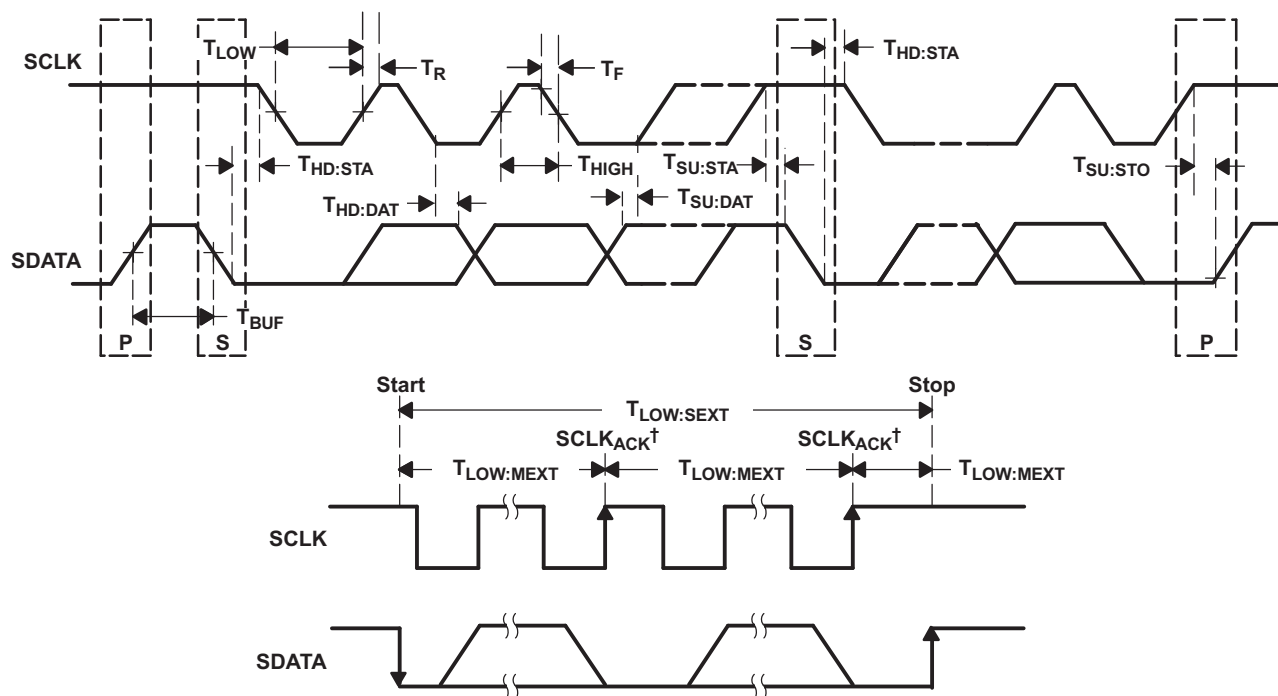 T_LOW
SCLK
T_R
T_F
T_HD:STA
T_HD:STA
T_HIGH
T_SU:STA
T_SU:STO
T_HD:DAT
T_SU:DAT
SDATA
T_BUF
P
S
S
P
Start
Stop
T_LOW:SEXT
SCLK_ACK†
SCLK_ACK†
T_LOW:MEXT
T_LOW:MEXT
T_LOW:MEXT
SCLK
SDATA